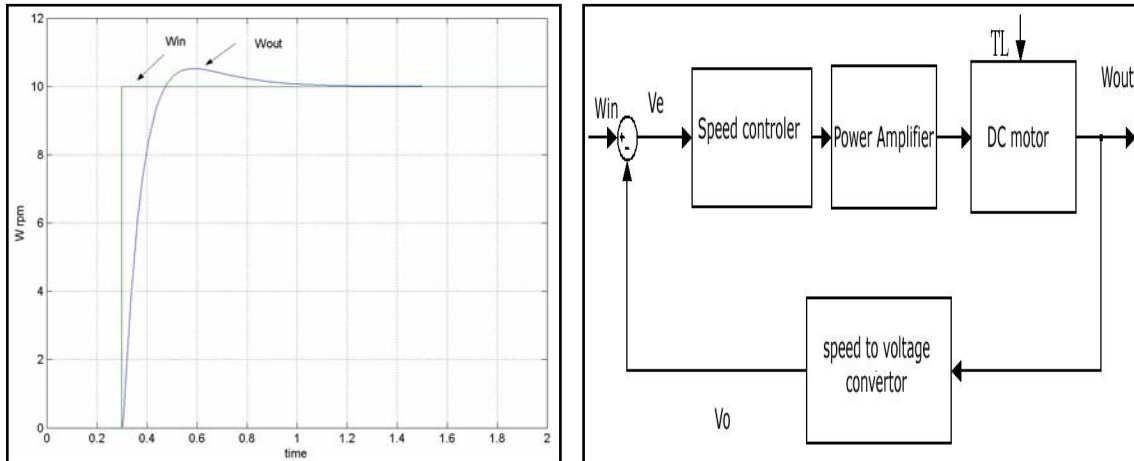 12
10
8
6
4
2
0
W rpm
Win
Wout
0 0.2 0.4 0.6 0.8 1 1.2 1.4 1.6 1.8 2
time
TL
Wout
Win
Ve
+
-
Speed controler
Power Amplifier
DC motor
speed to voltage
convertor
Vo